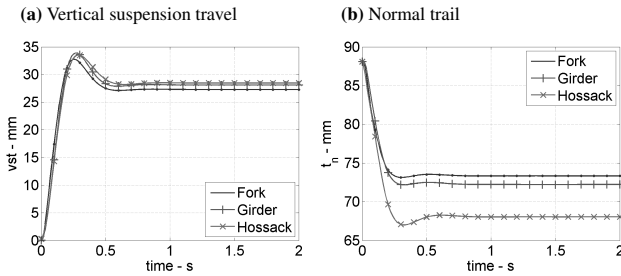 (a) Vertical suspension travel
35
30
25
20
15
10
5
0
vst - mm
0 0.5 1 1.5 2
time - s
Fork
Girder
Hossack
(b) Normal trail
90
85
80
75
70
65
t_n - mm
0 0.5 1 1.5 2
time - s
Fork
Girder
Hossack